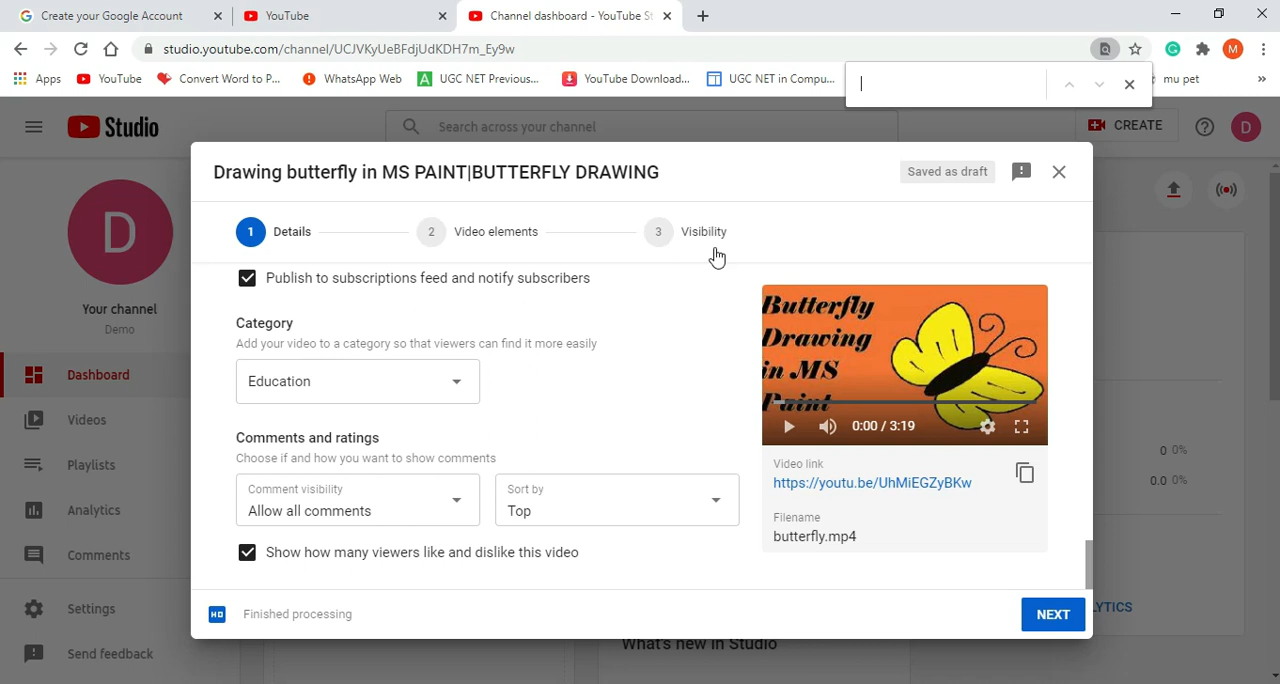 Create your Google Account
YouTube
Channel dashboard - YouTube St
studio.youtube.com/channel/UCJVKyUeBFdjUdKDH7m_Ey9w
M
Apps
YouTube
Convert Word to P...
WhatsApp Web
UGC NET Previous...
YouTube Download...
UGC NET in Compu...
mu pet
Studio
Search across your channel
CREATE
D
D
Your channel
Demo
Dashboard
Videos
Playlists
Analytics
Comments
Settings
Send feedback
Drawing butterfly in MS PAINT|BUTTERFLY DRAWING
Saved as draft
1 Details
2 Video elements
3 Visibility
Publish to subscriptions feed and notify subscribers
Category
Add your video to a category so that viewers can find it more easily
Education
Comments and ratings
Choose if and how you want to show comments
Comment visibility
Allow all comments
Sort by
Top
Show how many viewers like and dislike this video
Butterfly
Drawing
in MS
Paint
0:00 / 3:19
Video link
https://youtu.be/UhMiEGZyBKw
Filename
butterfly.mp4
HD Finished processing
NEXT
0 0%
0.0 0%
LYTICS
What's new in Studio